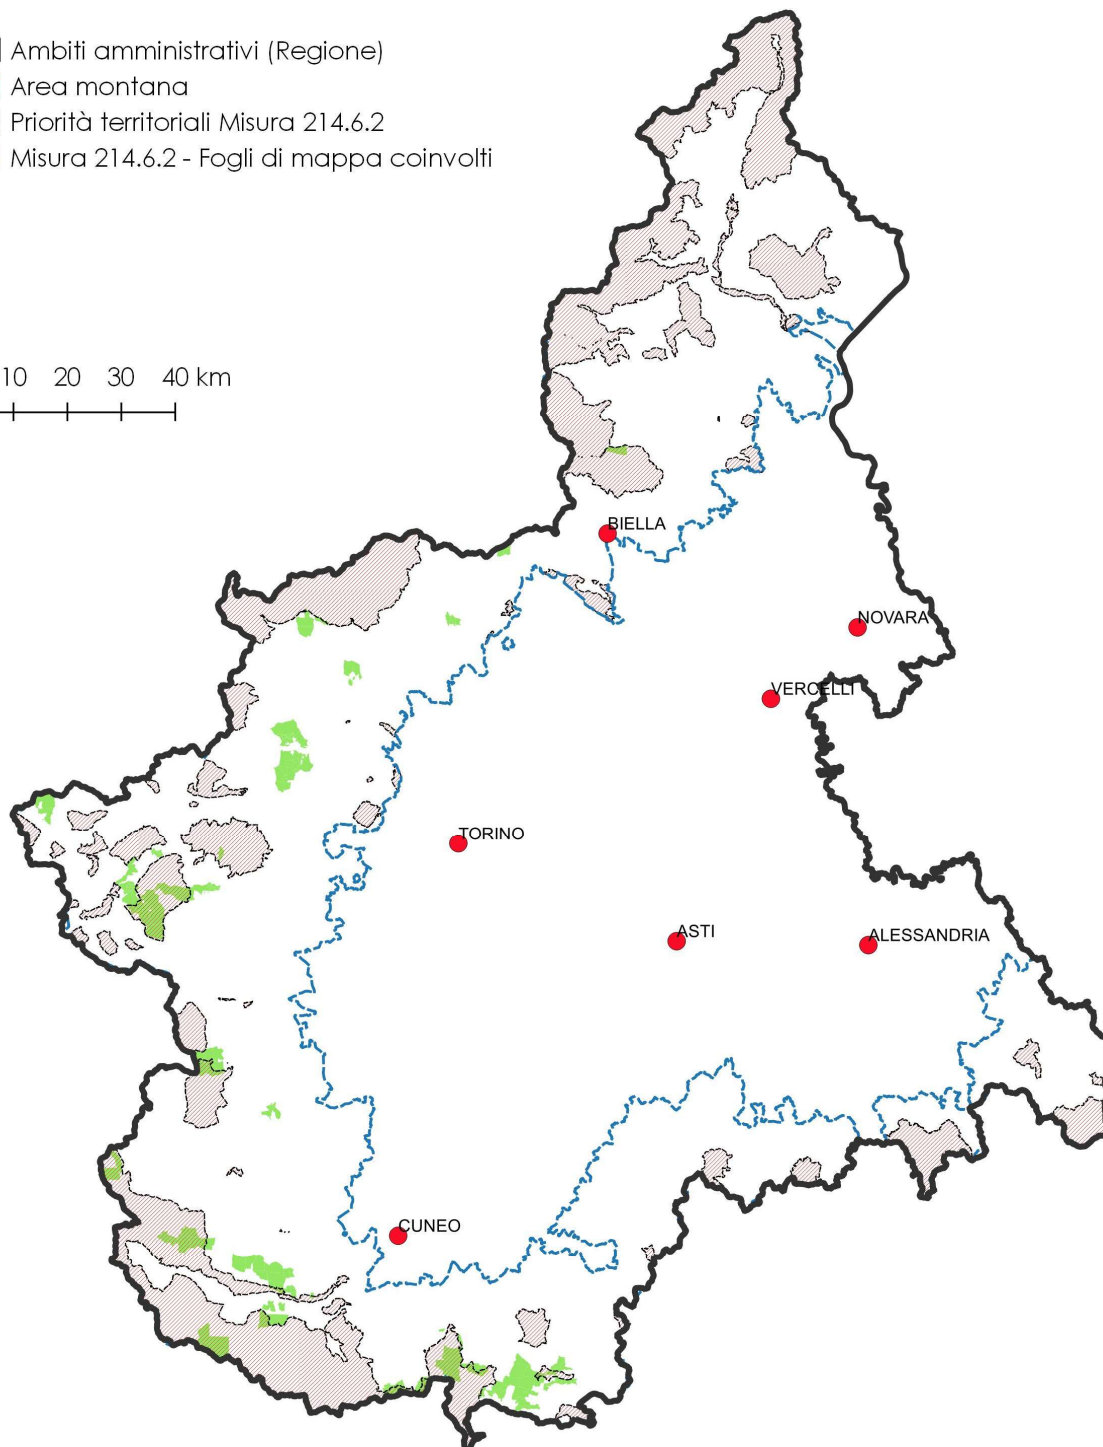 Ambiti amministrativi (Regione)
Area montana
Priorità territoriali Misura 214.6.2
Misura 214.6.2 - Fogli di mappa coinvolti
10 20 30 40 km
BIELLA
NOVARA
VERCELLI
TORINO
ASTI
ALESSANDRIA
CUNEO